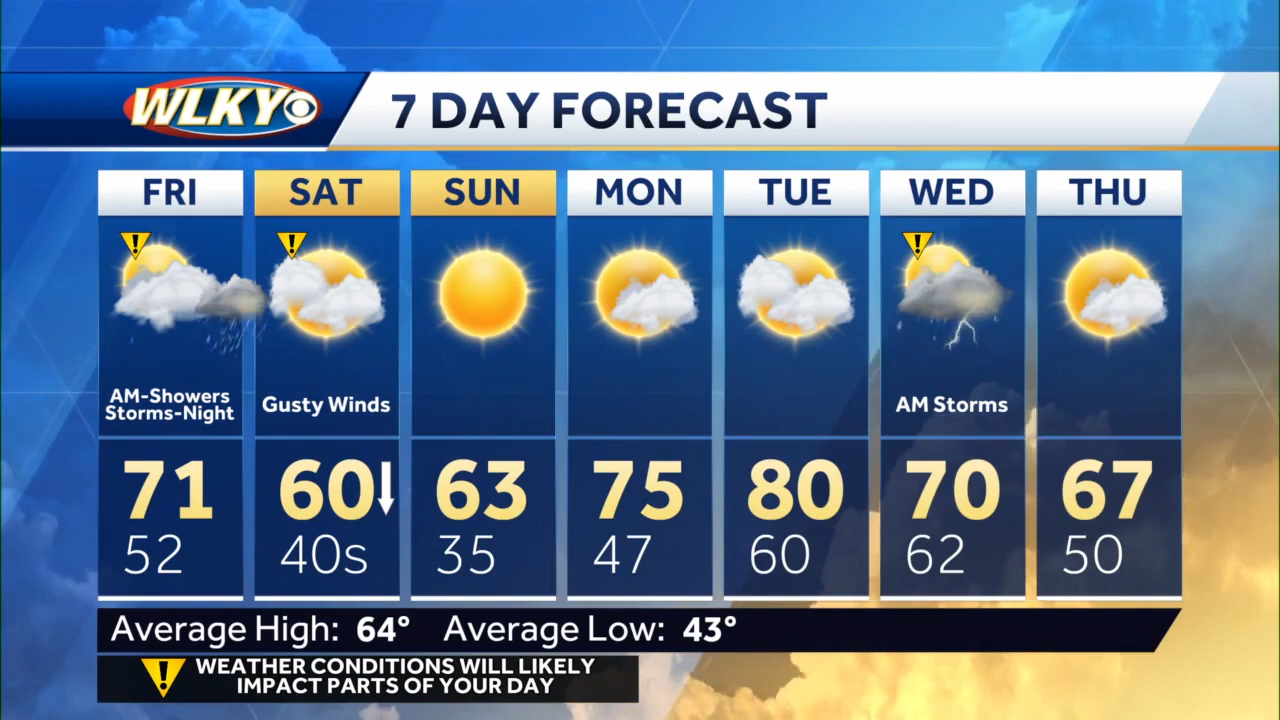 WLKY
7 DAY FORECAST
FRI
SAT
SUN
MON
TUE
WED
THU
!
!
!
AM-Showers
Storms-Night
Gusty Winds
AM Storms
71
60
63
75
80
70
67
52
40s
35
47
60
62
50
Average High: 64° Average Low: 43°
!
WEATHER CONDITIONS WILL LIKELY
IMPACT PARTS OF YOUR DAY